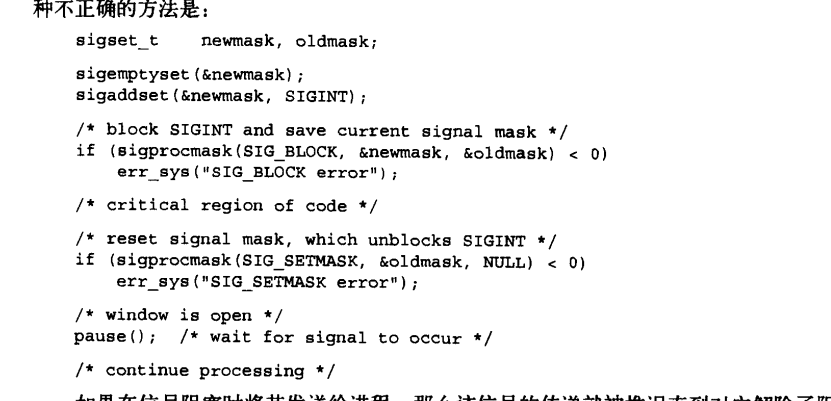 种不正确的方法是：
sigset_t    newmask, oldmask;
sigemptyset(&newmask);
sigaddset(&newmask, SIGINT);
/* block SIGINT and save current signal mask */
if (sigprocmask(SIG_BLOCK, &newmask, &oldmask) < 0)
    err_sys("SIG_BLOCK error");
/* critical region of code */
/* reset signal mask, which unblocks SIGINT */
if (sigprocmask(SIG_SETMASK, &oldmask, NULL) < 0)
    err_sys("SIG_SETMASK error");
/* window is open */
pause();  /* wait for signal to occur */
/* continue processing */